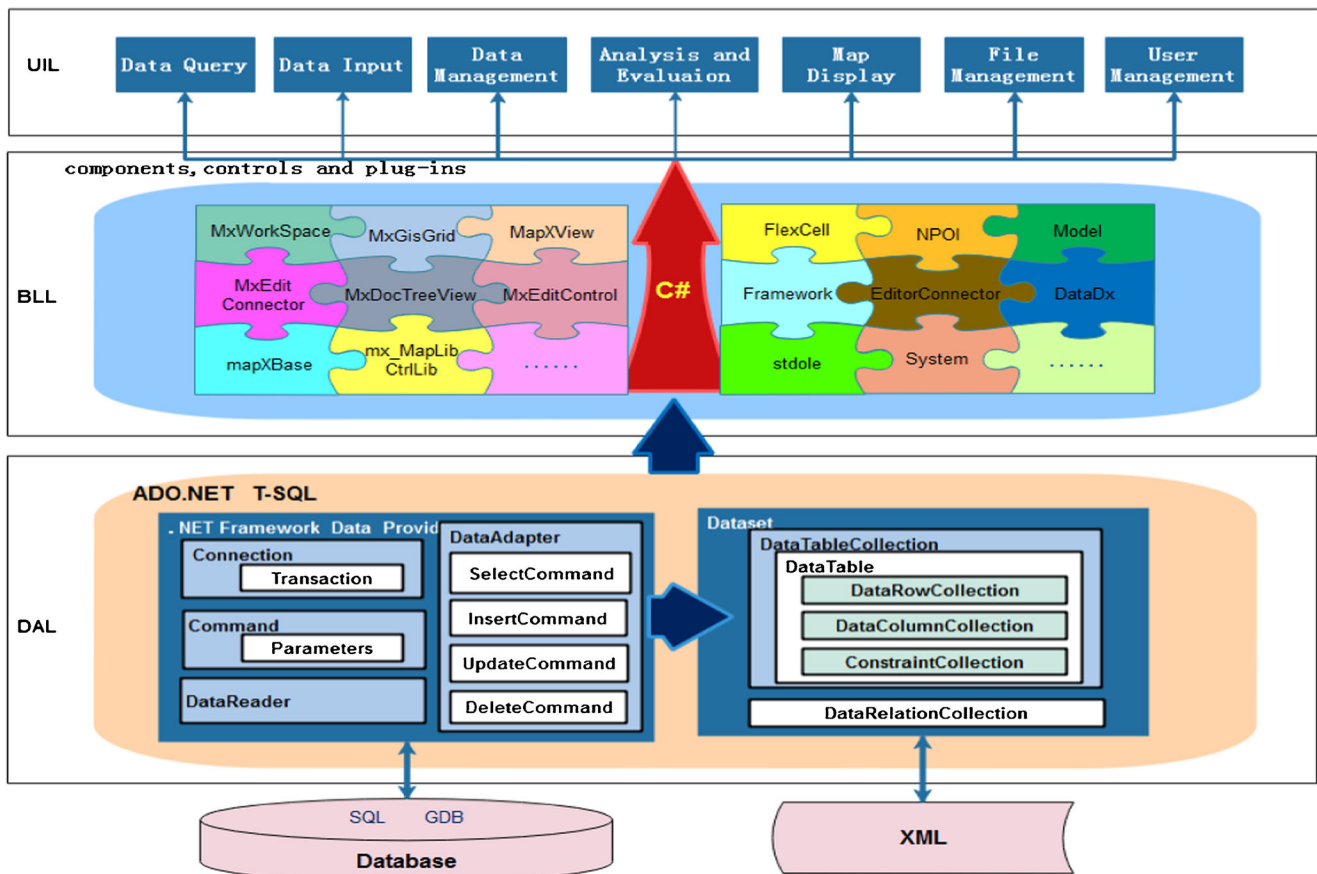 UIL
Data Query
Data Input
Data
Management
Analysis and
Evaluaion
Map
Display
File
Management
User
Management
components, controls and plug-ins
BLL
MxWorkSpace
MxGisGrid
MapXView
MxEdit
Connector
MxDocTreeView
MxEditControl
mapXBase
mx_MapLib
CtrlLib
......
C#
FlexCell
NPOI
Model
Framework
EditorConnector
DataDx
stdole
System
......
DAL
ADO.NET T-SQL
.NET Framework Data Provid
Connection
Transaction
Command
Parameters
DataReader
DataAdapter
SelectCommand
InsertCommand
UpdateCommand
DeleteCommand
Dataset
DataTableCollection
DataTable
DataRowCollection
DataColumnCollection
ConstraintCollection
DataRelationCollection
SQL GDB
Database
XML